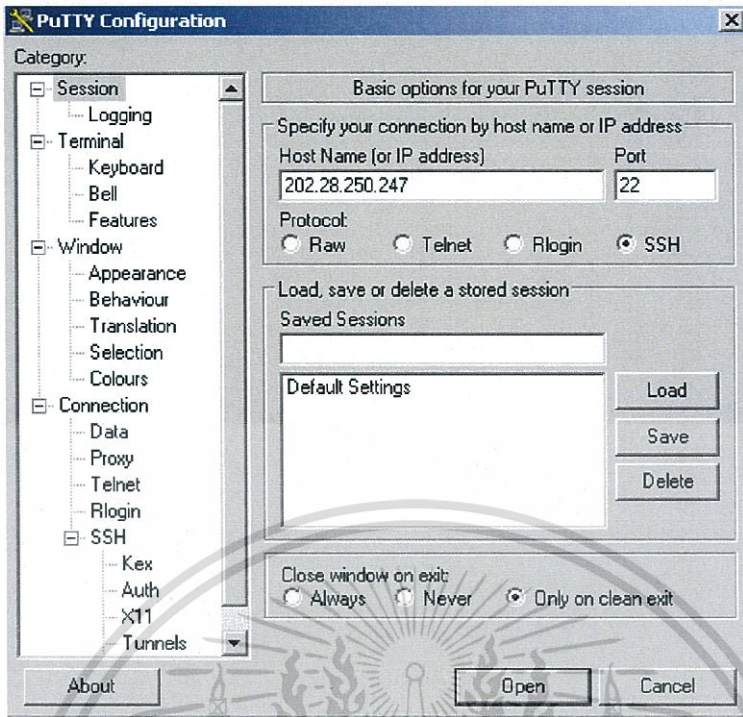 PuTTY Configuration
Category:
Session
Logging
Terminal
Keyboard
Bell
Features
Window
Appearance
Behaviour
Translation
Selection
Colours
Connection
Data
Proxy
Telnet
Rlogin
SSH
Kex
Auth
X11
Tunnels
Basic options for your PuTTY session
Specify your connection by host name or IP address
Host Name (or IP address) Port
202.28.250.247 22
Protocol:
Raw Telnet Rlogin SSH
Load, save or delete a stored session
Saved Sessions
Default Settings
Load
Save
Delete
Close window on exit:
Always Never Only on clean exit
About Open Cancel